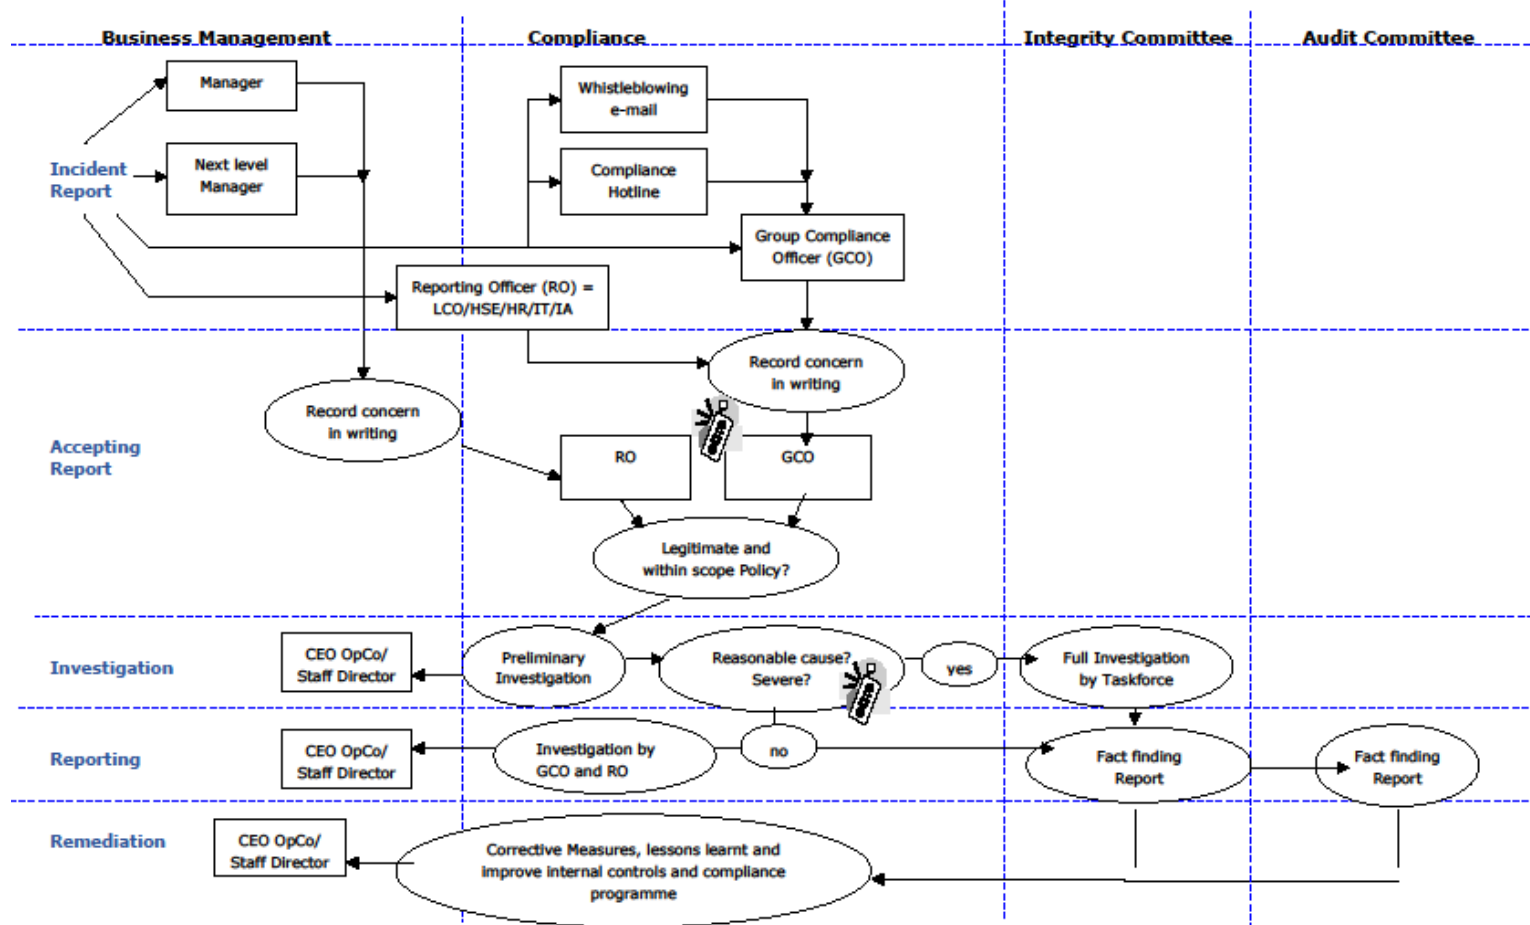 Business Management
Compliance
Integrity Committee
Audit Committee
Manager
Whistleblowing
e-mail
Incident
Report
Next level
Manager
Compliance
Hotline
Group Compliance
Officer (GCO)
Reporting Officer (RO) =
LCO/HSE/HR/IT/IA
Record concern
in writing
Record concern
in writing
Accepting
Report
RO
GCO
Legitimate and
within scope Policy?
Investigation
CEO OpCo/
Staff Director
Preliminary
Investigation
Reasonable cause?
Severe?
yes
Full Investigation
by Taskforce
Reporting
CEO OpCo/
Staff Director
Investigation by
GCO and RO
no
Fact finding
Report
Fact finding
Report
Remediation
CEO OpCo/
Staff Director
Corrective Measures, lessons learnt and
improve internal controls and compliance
programme